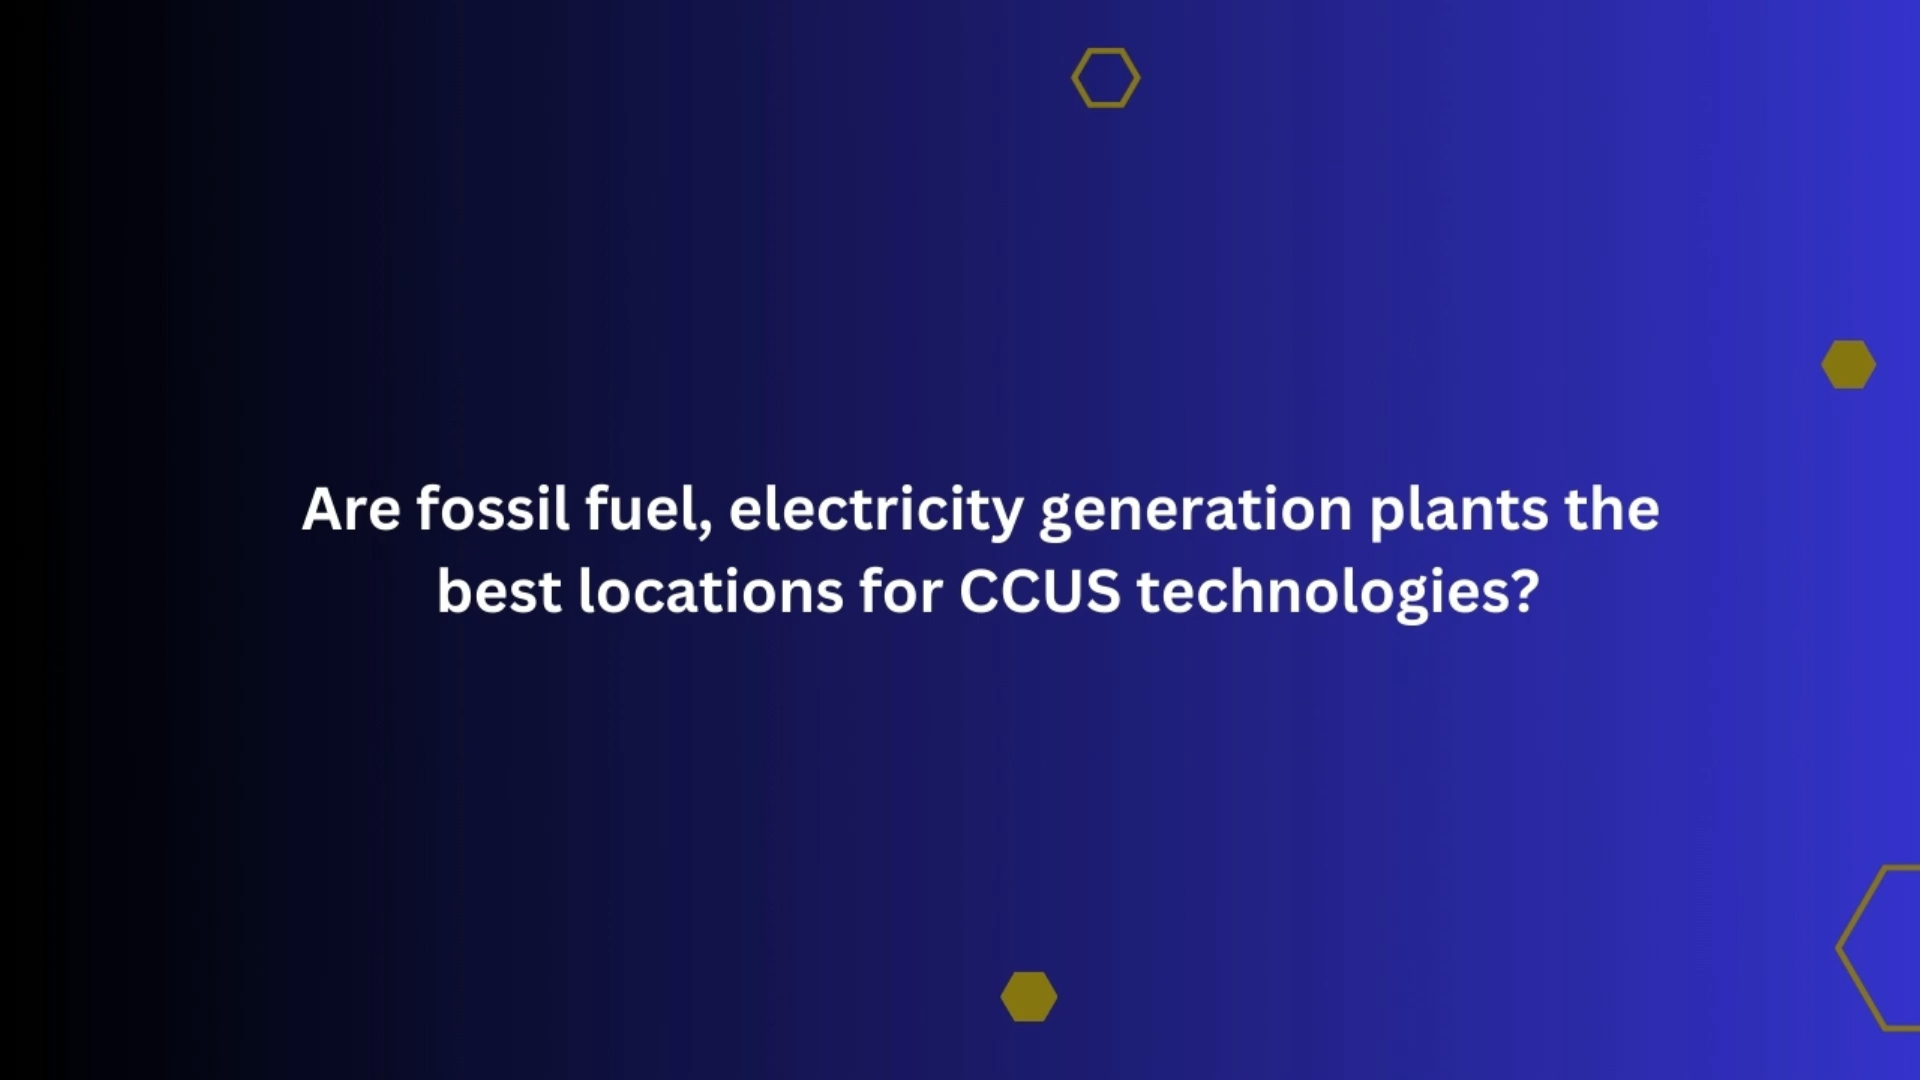 Are fossil fuel, electricity generation plants the
best locations for CCUS technologies?